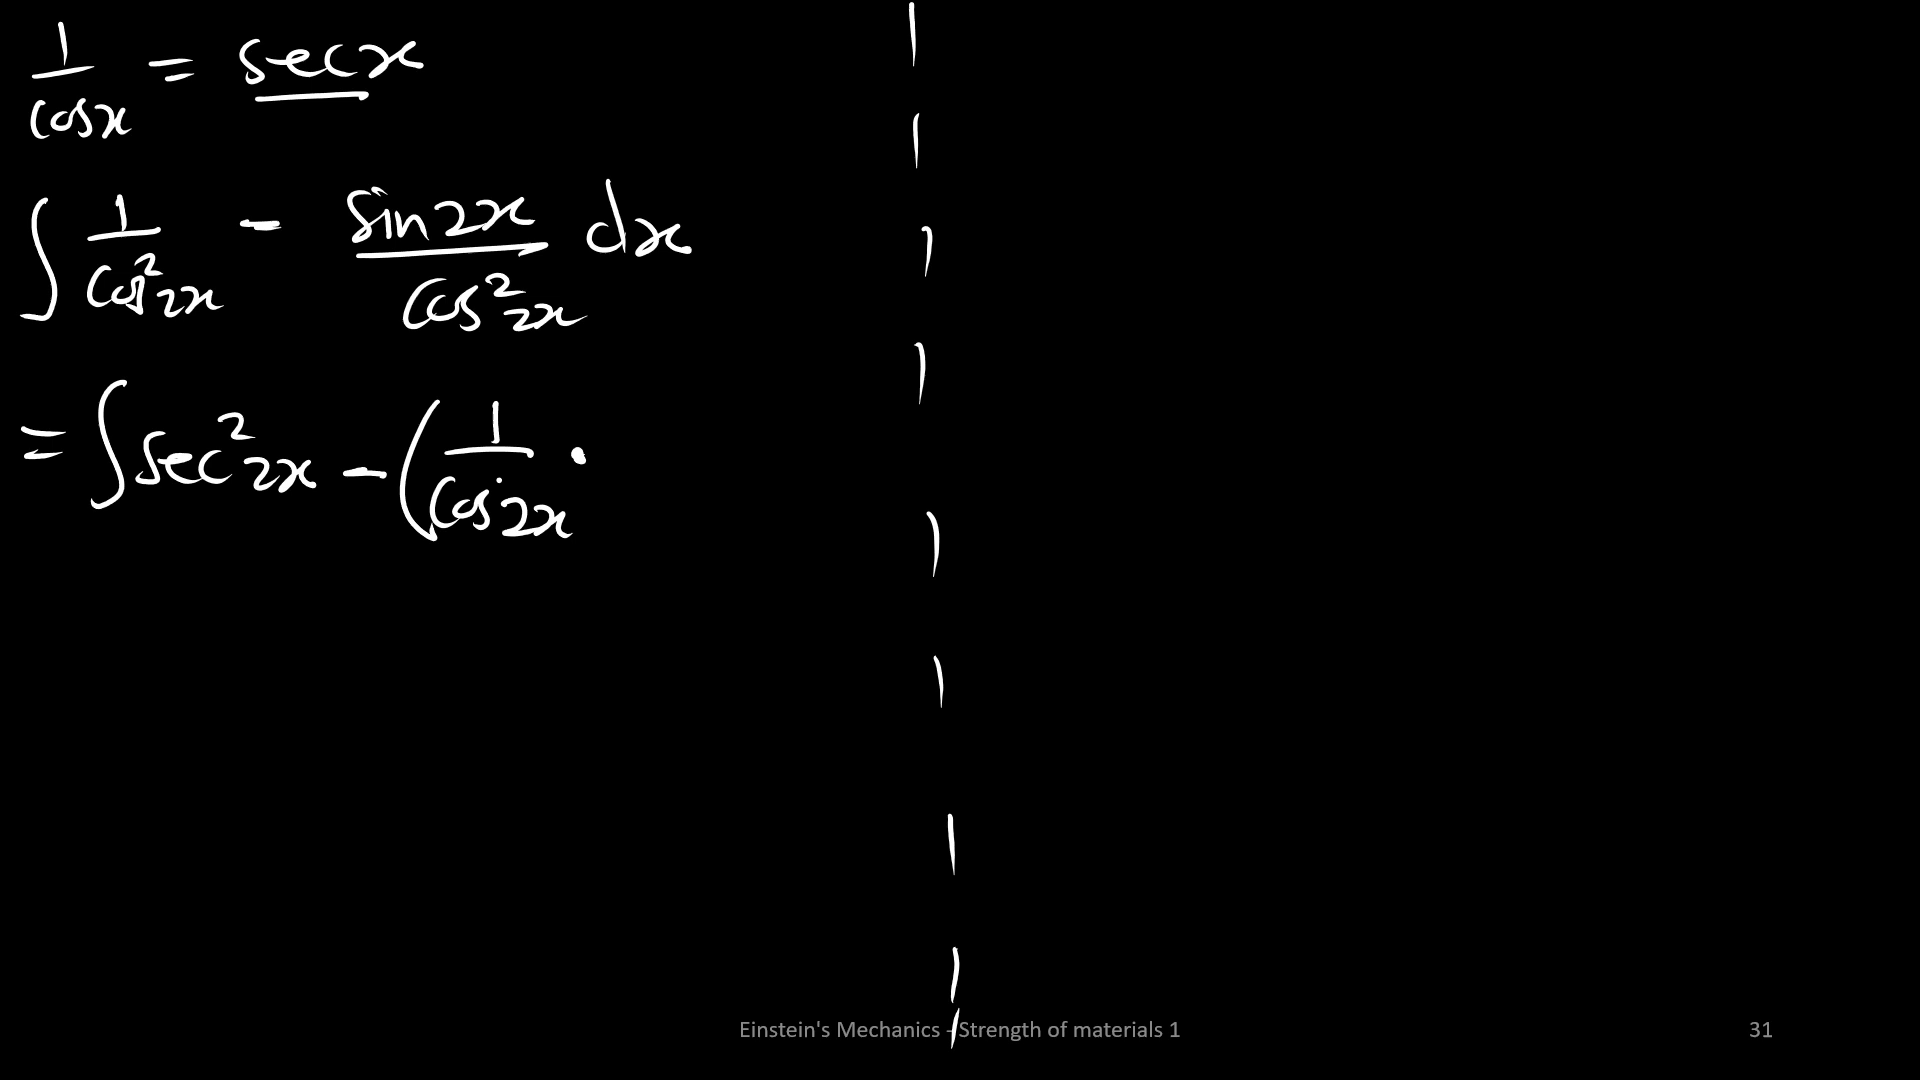 1/cosx = secx
∫ 1/cos²2x - sin2x/cos²2x dx
= ∫ sec²2x - (1/cos2x ·
Einstein's Mechanics - Strength of materials 1
31